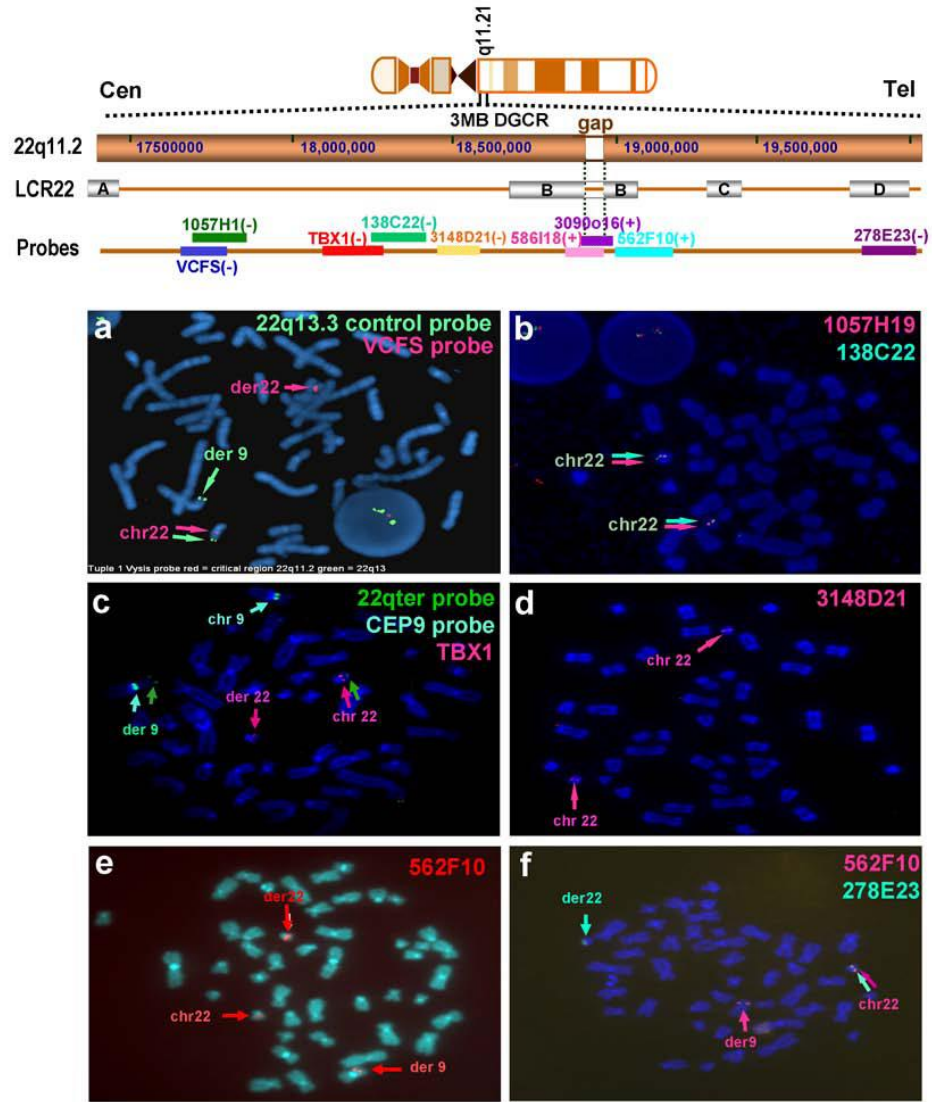 q11.21
Cen
Tel
3MB DGCR
gap
22q11.2
17500000 18,000,000 18,500,000 19,000,000 19,500,000
LCR22
A B B C D
1057H1(-) 138C22(-) 3090o16(+)
Probes
TBX1(-) 3148D21(-) 586I18(+) 562F10(+) 278E23(-)
VCFS(-)
a
22q13.3 control probe
VCFS probe
der22
der 9
chr22
Tuple 1 Vysis probe red = critical region 22q11.2 green = 22q13
b
1057H19
138C22
chr22
chr22
c
22qter probe
CEP9 probe
TBX1
chr 9
der 22
der 9
chr 22
d
3148D21
chr 22
chr 22
e
562F10
der22
chr22
der 9
f
562F10
278E23
der22
chr22
der9